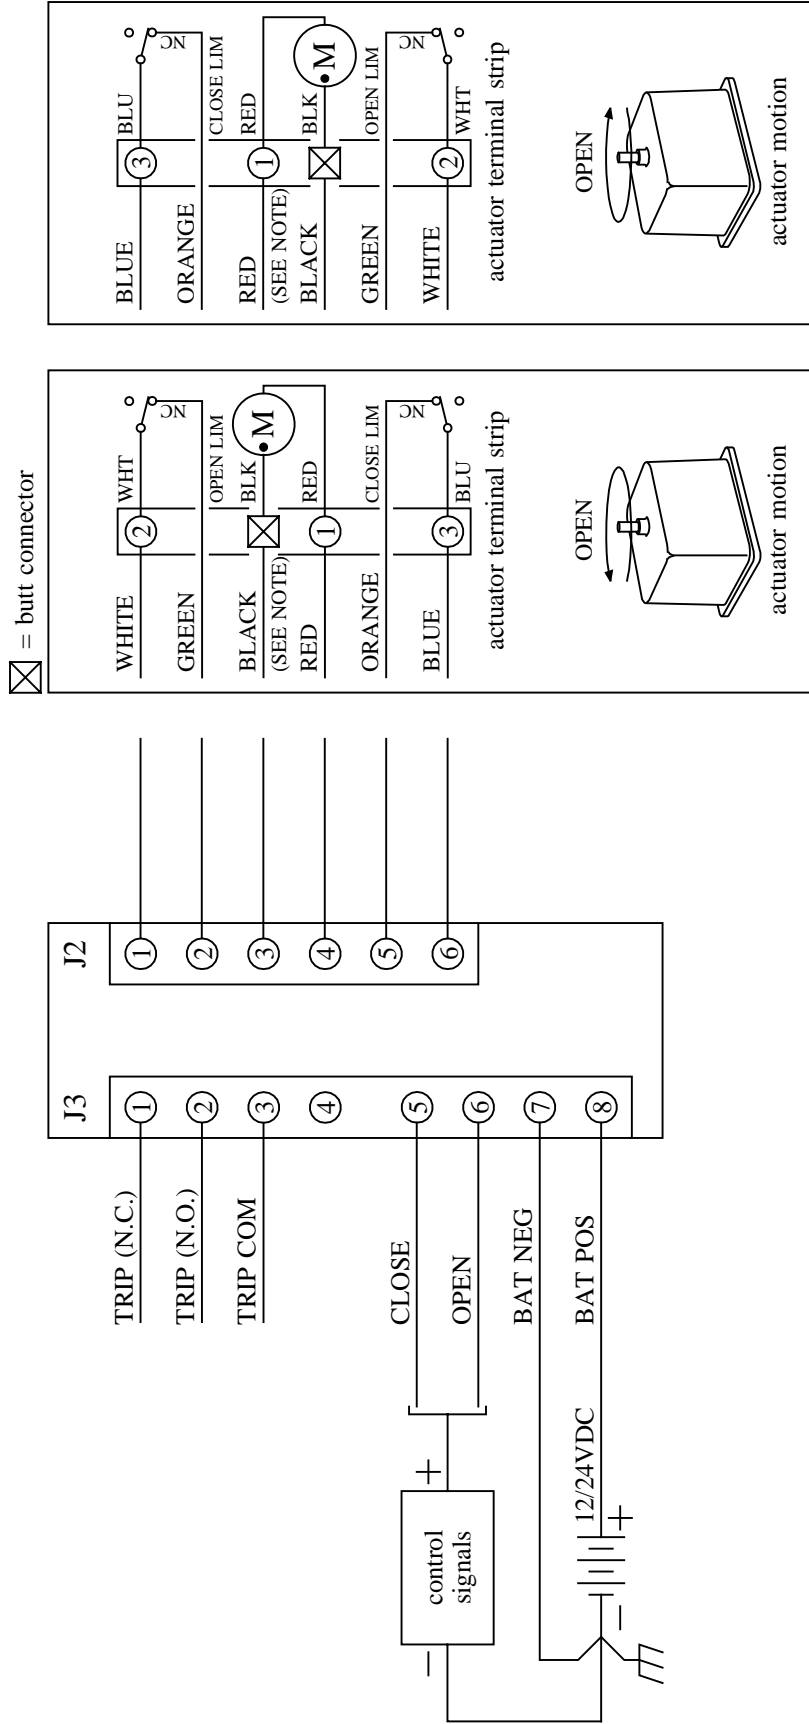 ☒ = butt connector
J3
1
2
3
4
5
6
7
8
TRIP (N.C.)
TRIP (N.O.)
TRIP COM
CLOSE
OPEN
BAT NEG
BAT POS
control
signals
+
−
12/24VDC
+
−
J2
1
2
3
4
5
6
WHITE
GREEN
BLACK
(SEE NOTE)
RED
ORANGE
BLUE
2
1
3
WHT
NC
OPEN LIM
BLK
M
RED
CLOSE LIM
NC
BLU
actuator terminal strip
OPEN
actuator motion
BLUE
ORANGE
RED
(SEE NOTE)
BLACK
GREEN
WHITE
3
1
2
BLU
NC
CLOSE LIM
RED
M
BLK
OPEN LIM
NC
WHT
actuator terminal strip
OPEN
actuator motion